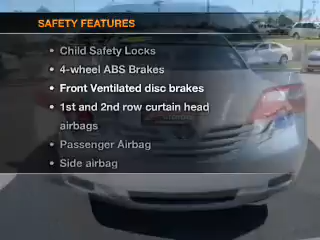 SAFETY FEATURES
• Child Safety Locks
• 4-wheel ABS Brakes
• Front Ventilated disc brakes
• 1st and 2nd row curtain head
airbags
• Passenger Airbag
• Side airbag